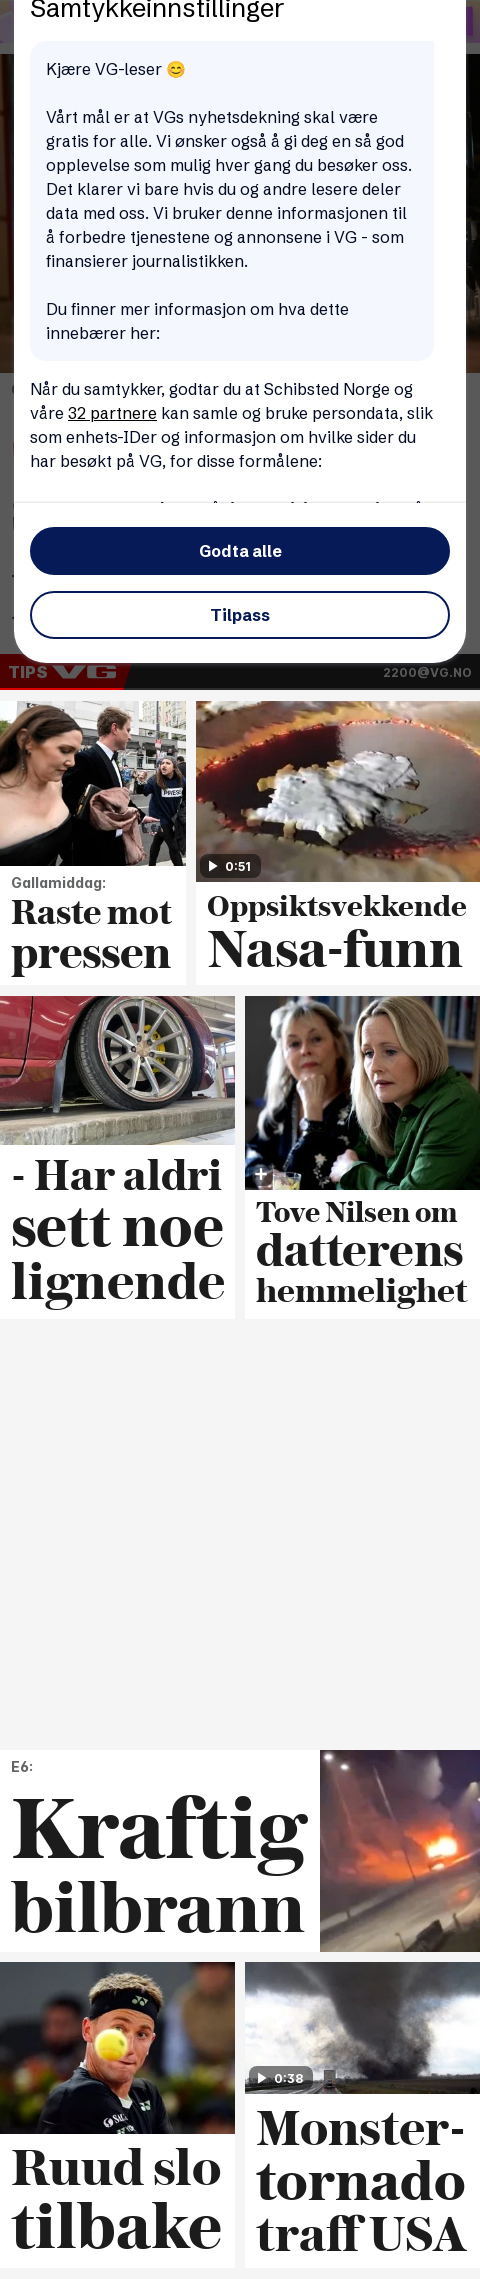 Samtykkeinnstillinger
Kjære VG-leser 😊
Vårt mål er at VGs nyhetsdekning skal være
gratis for alle. Vi ønsker også å gi deg en så god
opplevelse som mulig hver gang du besøker oss.
Det klarer vi bare hvis du og andre lesere deler
data med oss. Vi bruker denne informasjonen til
å forbedre tjenestene og annonsene i VG - som
finansierer journalistikken.
Du finner mer informasjon om hva dette
innebærer her:
Når du samtykker, godtar du at Schibsted Norge og
våre 32 partnere kan samle og bruke persondata, slik
som enhets-IDer og informasjon om hvilke sider du
har besøkt på VG, for disse formålene:
Godta alle
Tilpass
TIPS VG
2200@VG.NO
PRESS
0:51
Gallamiddag:
Raste mot
pressen
Oppsiktsvekkende
Nasa-funn
- Har aldri
sett noe
lignende
Tove Nilsen om
datterens
hemmelighet
E6:
Kraftig
bilbrann
0:38
Ruud slo
tilbake
Monster-
tornado
traff USA